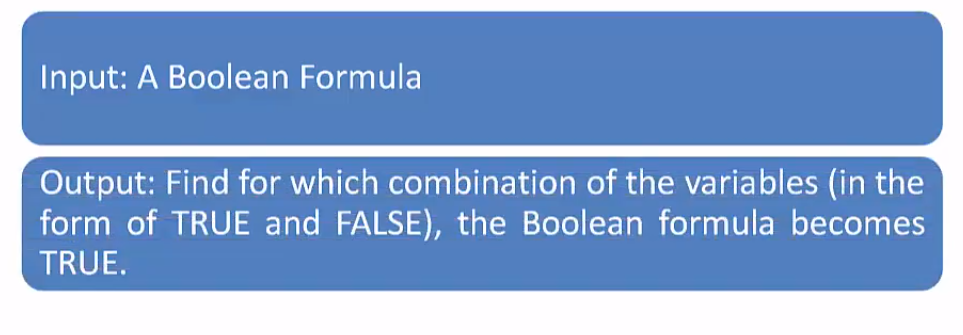 Input: A Boolean Formula
Output: Find for which combination of the variables (in the
form of TRUE and FALSE), the Boolean formula becomes
TRUE.